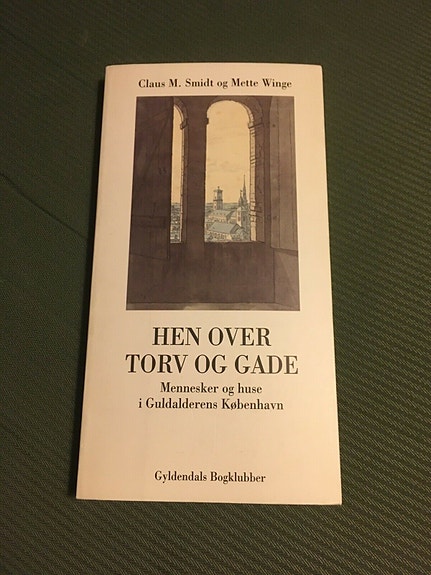 Claus M. Smidt og Mette Winge
HEN OVER
TORV OG GADE
Mennesker og huse
i Guldalderens København
Gyldendals Bogklubber